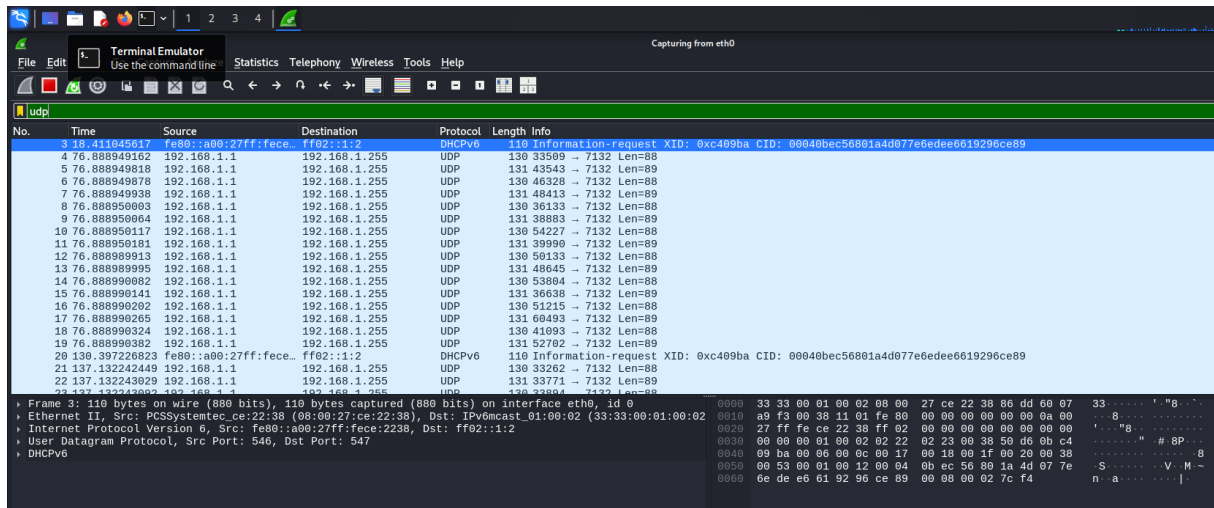 1 2 3 4
Capturing from eth0
Terminal Emulator
Use the command line
File Edit Statistics Telephony Wireless Tools Help
udp
No. Time Source Destination Protocol Length Info
3 18.411045617 fe80::a00:27ff:fece… ff02::1:2 DHCPv6 110 Information-request XID: 0xc409ba CID: 00040bec56801a4d077e6edee6619296ce89
4 76.888949162 192.168.1.1 192.168.1.255 UDP 130 33509 → 7132 Len=88
5 76.888949818 192.168.1.1 192.168.1.255 UDP 131 43543 → 7132 Len=89
6 76.888949878 192.168.1.1 192.168.1.255 UDP 130 46328 → 7132 Len=88
7 76.888949938 192.168.1.1 192.168.1.255 UDP 131 48413 → 7132 Len=89
8 76.888950003 192.168.1.1 192.168.1.255 UDP 130 36133 → 7132 Len=88
9 76.888950064 192.168.1.1 192.168.1.255 UDP 131 38883 → 7132 Len=89
10 76.888950117 192.168.1.1 192.168.1.255 UDP 130 54227 → 7132 Len=88
11 76.888950181 192.168.1.1 192.168.1.255 UDP 131 39990 → 7132 Len=89
12 76.888989913 192.168.1.1 192.168.1.255 UDP 130 50133 → 7132 Len=88
13 76.888989995 192.168.1.1 192.168.1.255 UDP 131 48645 → 7132 Len=89
14 76.888990082 192.168.1.1 192.168.1.255 UDP 130 53804 → 7132 Len=88
15 76.888990141 192.168.1.1 192.168.1.255 UDP 131 36638 → 7132 Len=89
16 76.888990202 192.168.1.1 192.168.1.255 UDP 130 51215 → 7132 Len=88
17 76.888990265 192.168.1.1 192.168.1.255 UDP 131 60493 → 7132 Len=89
18 76.888990324 192.168.1.1 192.168.1.255 UDP 130 41093 → 7132 Len=88
19 76.888990382 192.168.1.1 192.168.1.255 UDP 131 52702 → 7132 Len=89
20 130.397226823 fe80::a00:27ff:fece… ff02::1:2 DHCPv6 110 Information-request XID: 0xc409ba CID: 00040bec56801a4d077e6edee6619296ce89
21 137.132242449 192.168.1.1 192.168.1.255 UDP 130 33262 → 7132 Len=88
22 137.132243029 192.168.1.1 192.168.1.255 UDP 131 33771 → 7132 Len=89
23 137.132243092 192.168.1.1 192.168.1.255 UDP 130 33894 → 7132 Len=88
Frame 3: 110 bytes on wire (880 bits), 110 bytes captured (880 bits) on interface eth0, id 0
Ethernet II, Src: PCSSystemtec_ce:22:38 (08:00:27:ce:22:38), Dst: IPv6mcast_01:00:02 (33:33:00:01:00:02
Internet Protocol Version 6, Src: fe80::a00:27ff:fece:2238, Dst: ff02::1:2
User Datagram Protocol, Src Port: 546, Dst Port: 547
DHCPv6
0000 33 33 00 01 00 02 08 00 27 ce 22 38 86 dd 60 07 33······ '·"8··`·
0010 a9 f3 00 38 11 01 fe 80 00 00 00 00 00 00 0a 00 ···8···· ········
0020 27 ff fe ce 22 38 ff 02 00 00 00 00 00 00 00 00 '···"8·· ········
0030 00 00 00 01 00 02 02 22 02 23 00 38 50 d6 0b c4 ·······" ·#·8P···
0040 09 ba 00 06 00 0c 00 17 00 18 00 1f 00 20 00 38 ········ ····· ·8
0050 00 53 00 01 00 12 00 04 0b ec 56 80 1a 4d 07 7e ·S······ ··V··M·~
0060 6e de e6 61 92 96 ce 89 00 08 00 02 7c f4 n··a···· ····|·